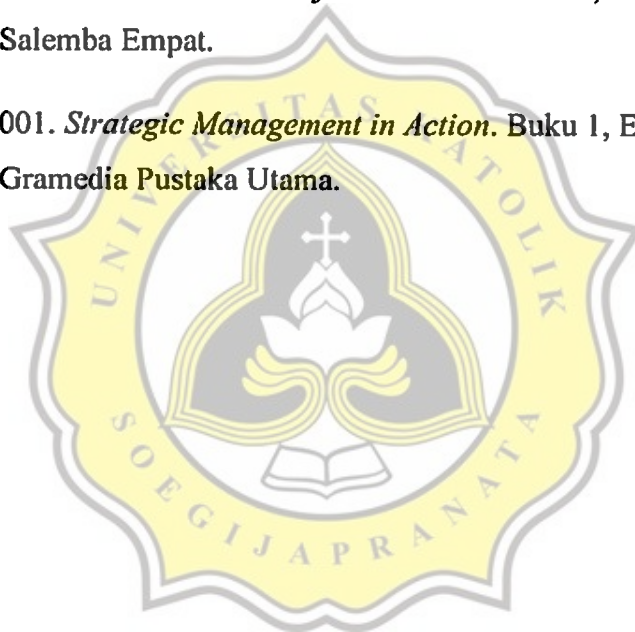 Salemba Empat.
001. Strategic Management in Action. Buku 1, E
Gramedia Pustaka Utama.
UNIVERSITAS KATOLIK
SOEGIJAPRANATA